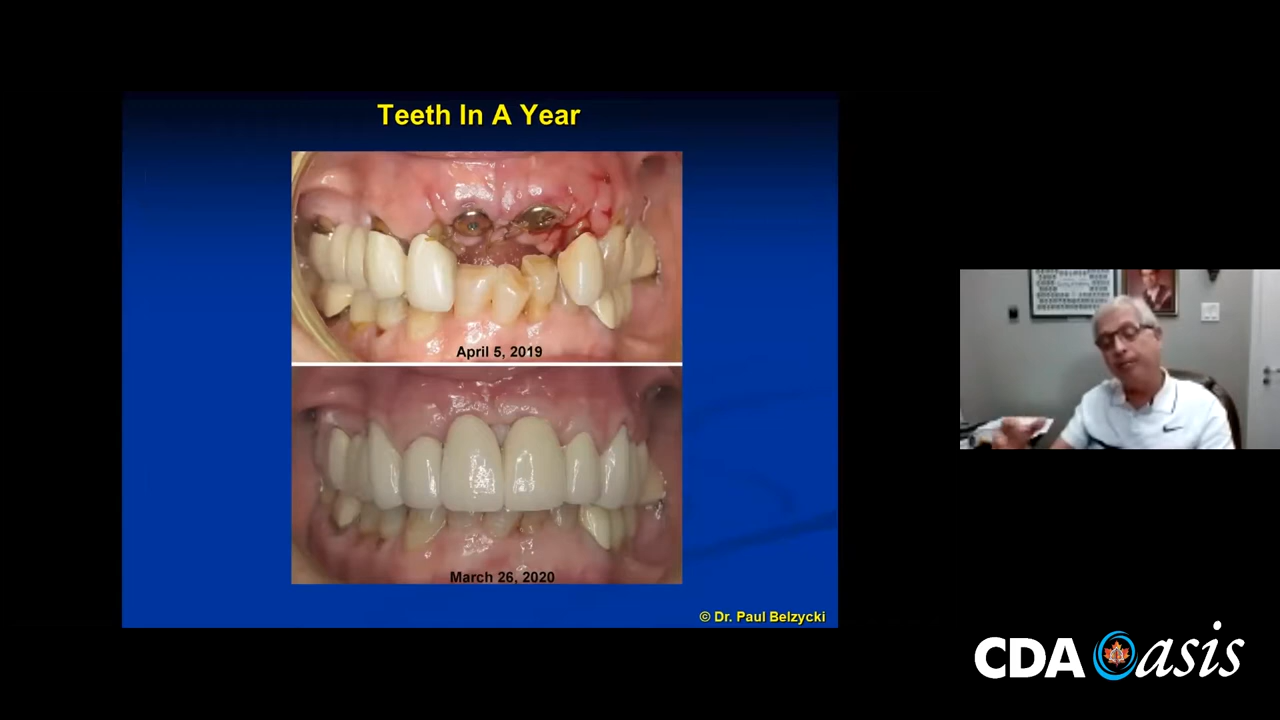 Teeth In A Year
April 5, 2019
March 26, 2020
© Dr. Paul Belzycki
CDA Oasis